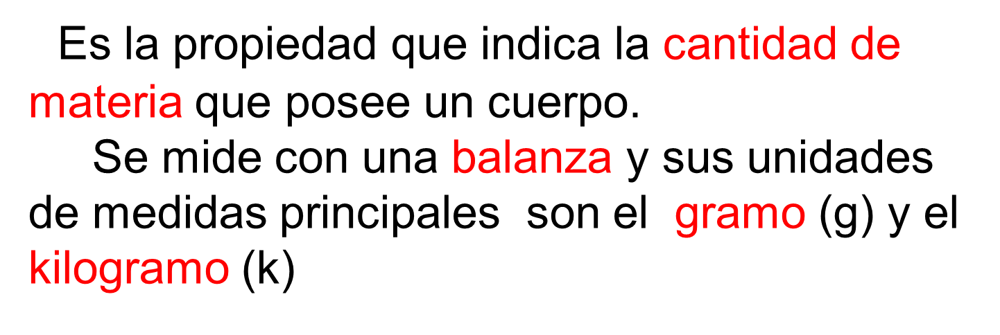 Es la propiedad que indica la cantidad de
materia que posee un cuerpo.
Se mide con una balanza y sus unidades
de medidas principales son el gramo (g) y el
kilogramo (k)